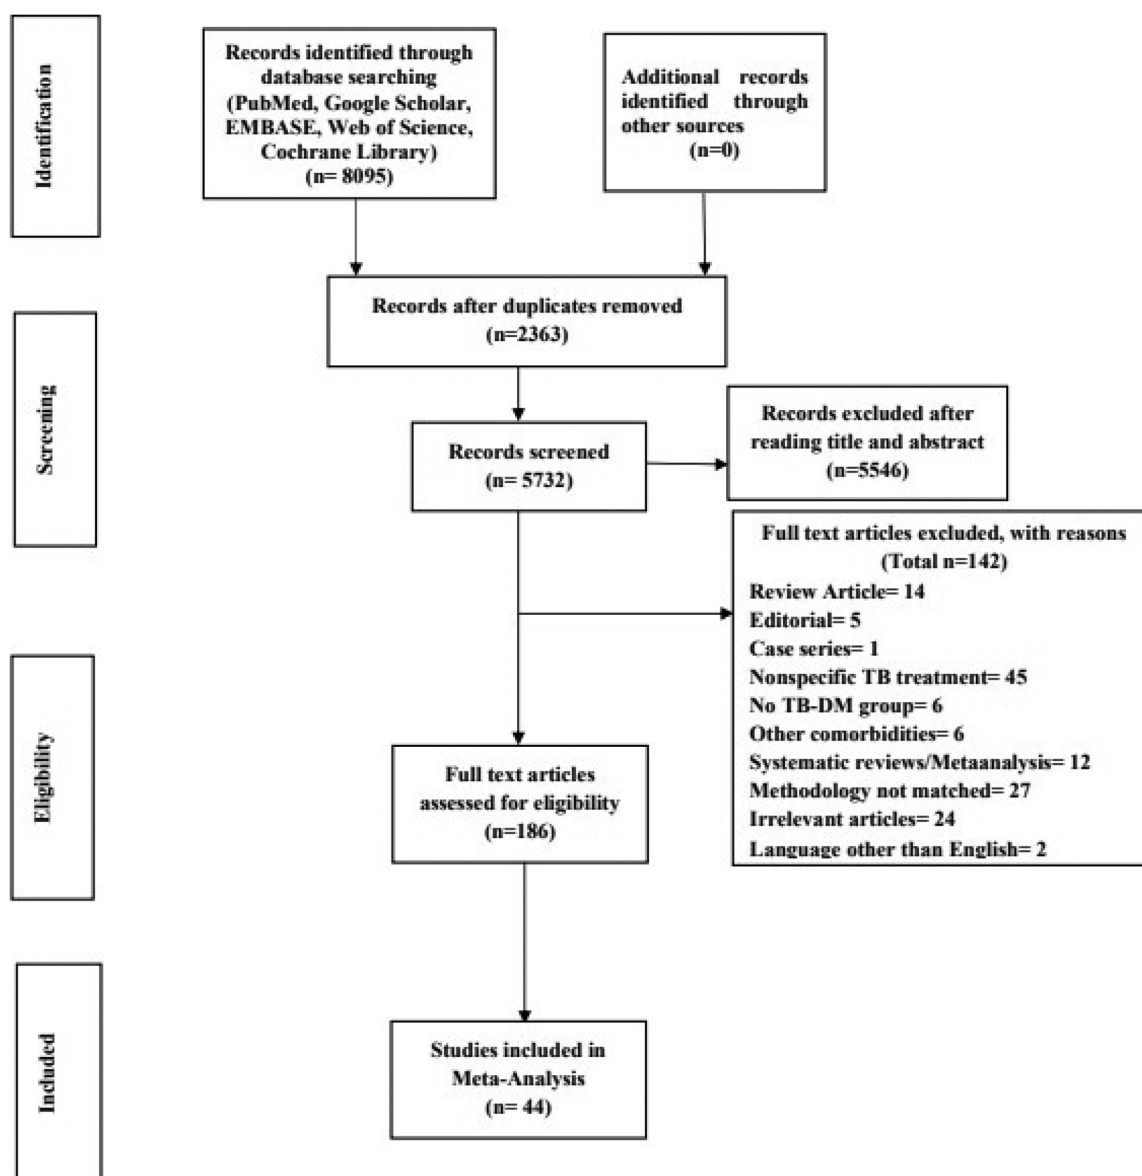 Identification
Records identified through
database searching
(PubMed, Google Scholar,
EMBASE, Web of Science,
Cochrane Library)
(n= 8095)
Additional records
identified through
other sources
(n=0)
Records after duplicates removed
(n=2363)
Screening
Records screened
(n= 5732)
Records excluded after
reading title and abstract
(n=5546)
Full text articles excluded, with reasons
(Total n=142)
Review Article= 14
Editorial= 5
Case series= 1
Nonspecific TB treatment= 45
No TB-DM group= 6
Other comorbidities= 6
Systematic reviews/Metaanalysis= 12
Methodology not matched= 27
Irrelevant articles= 24
Language other than English= 2
Eligibility
Full text articles
assessed for eligibility
(n=186)
Included
Studies included in
Meta-Analysis
(n= 44)